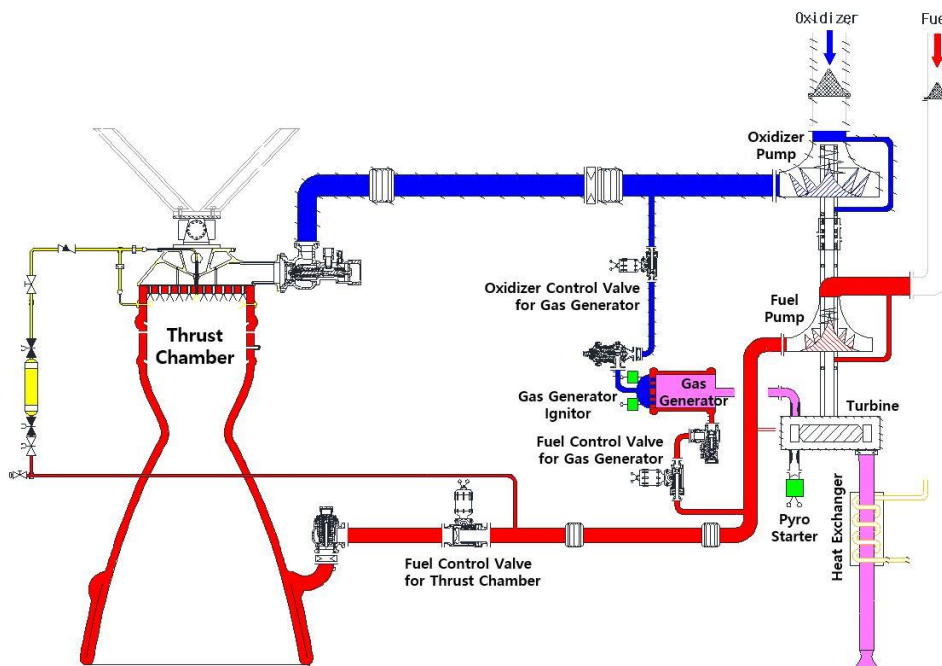 Oxidizer
Fuel
Oxidizer
Pump
Oxidizer Control Valve
for Gas Generator
Fuel
Pump
Thrust
Chamber
Gas
Generator
Gas Generator
Ignitor
Turbine
Fuel Control Valve
for Gas Generator
Pyro
Starter
Heat Exchanger
Fuel Control Valve
for Thrust Chamber